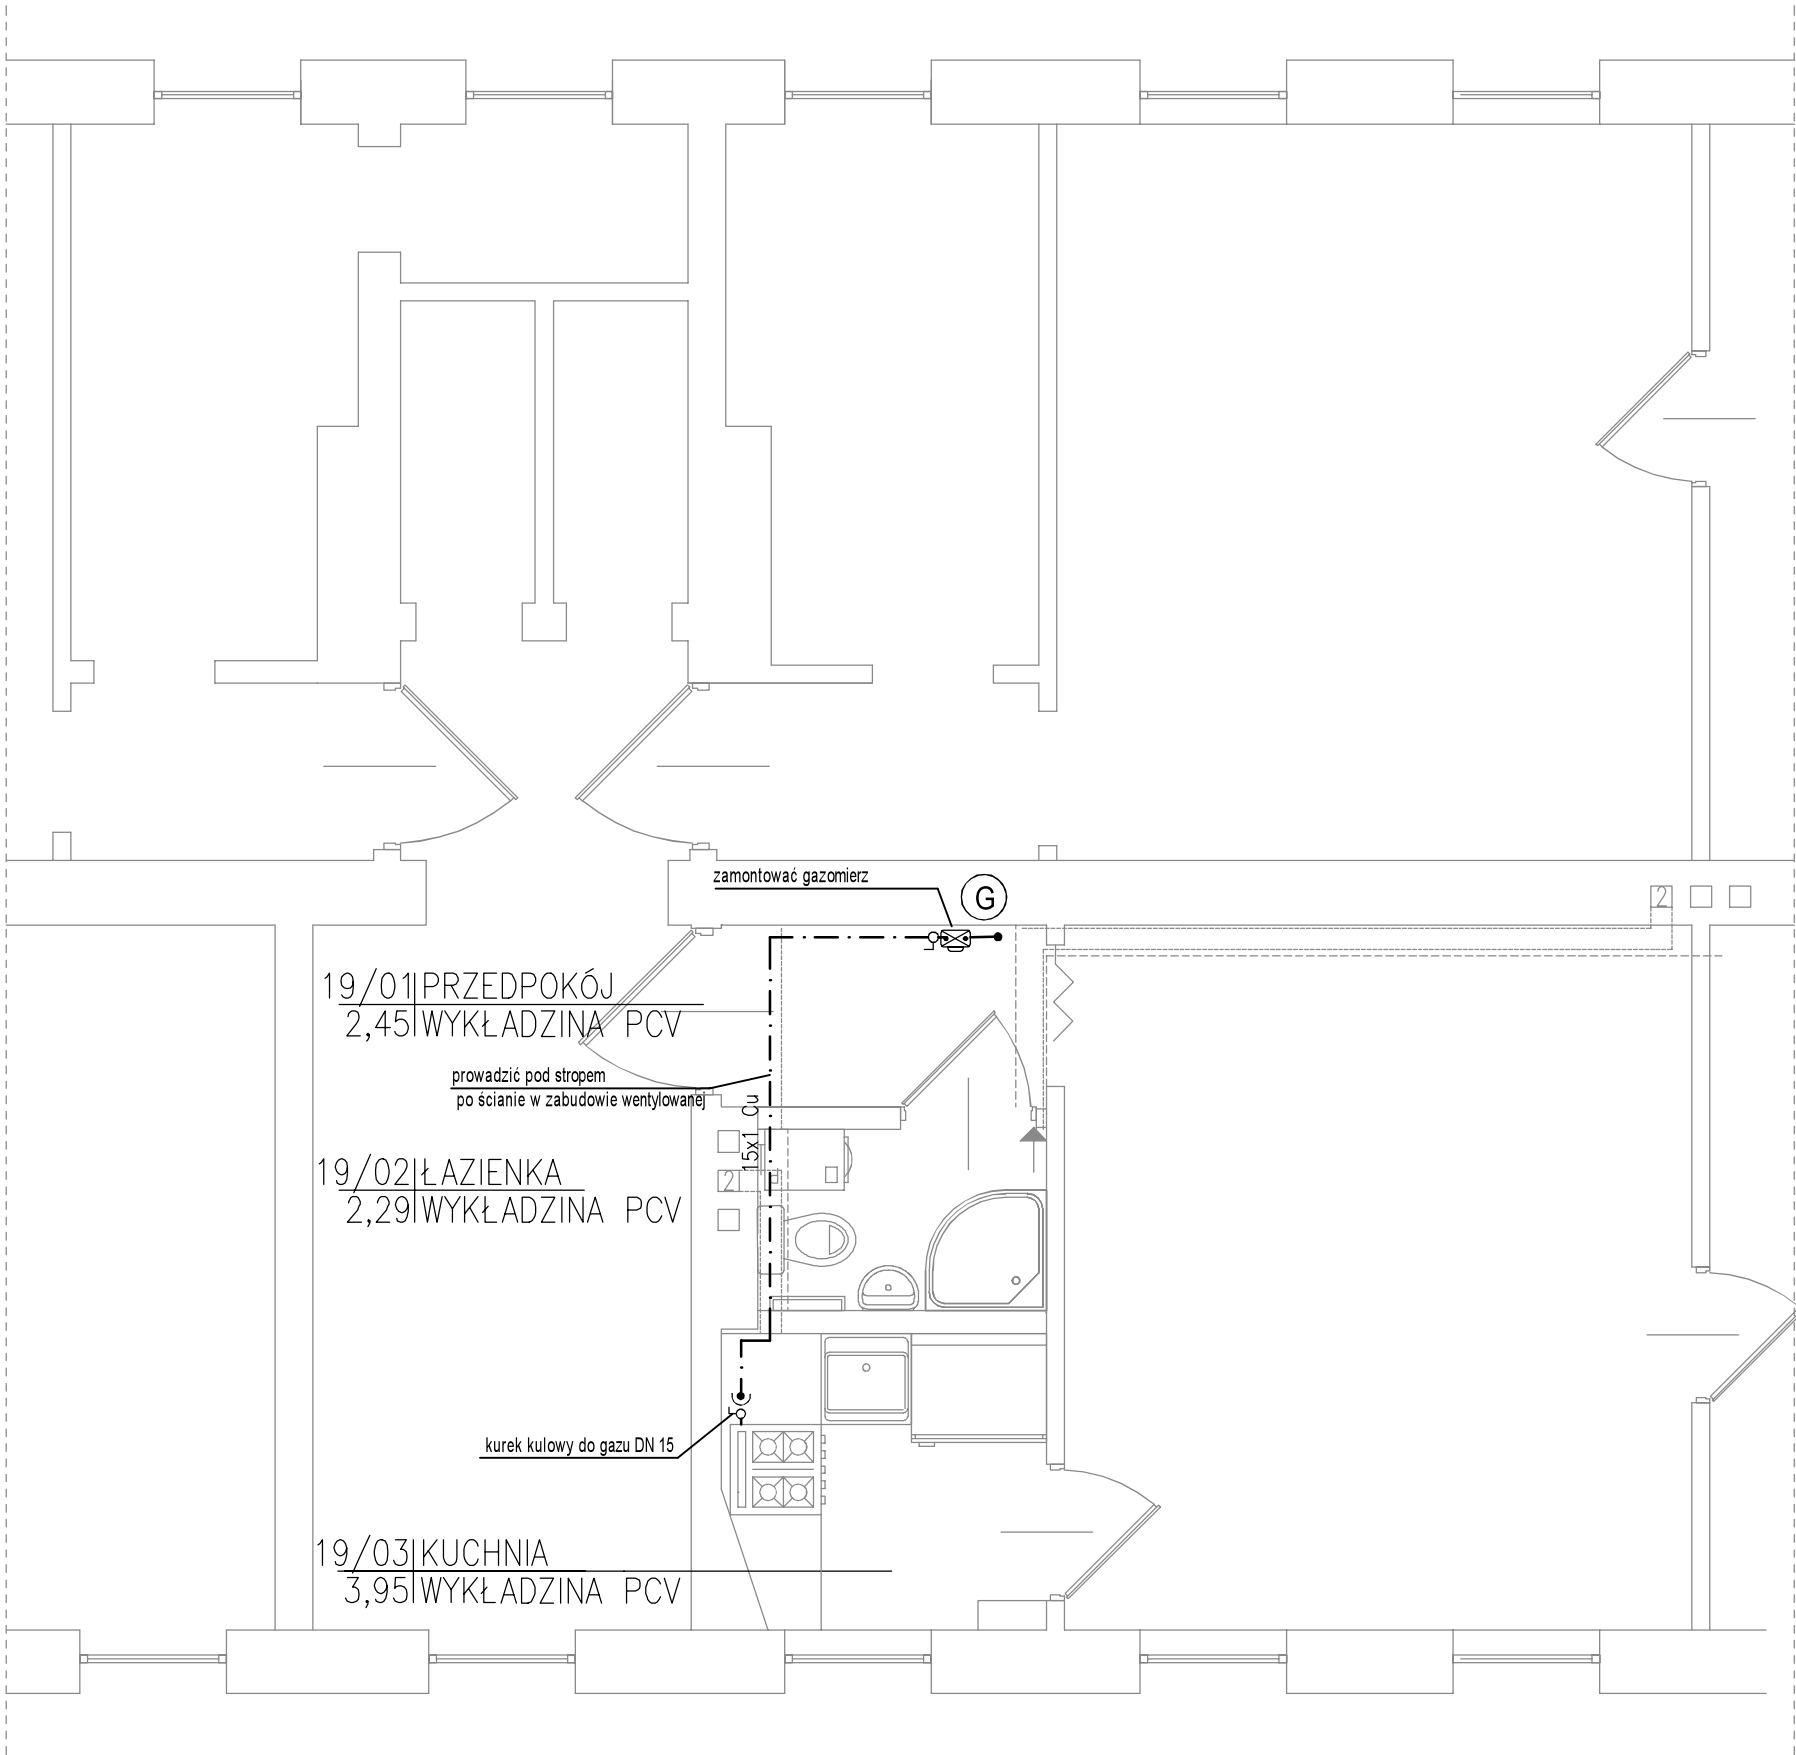 zamontować gazomierz
G
2
19/01 PRZEDPOKÓJ
2,45 WYKŁADZINA PCV
prowadzić pod stropem
po ścianie w zabudowie wentylowanej
15x1 Cu
19/02 ŁAZIENKA
2
2,29 WYKŁADZINA PCV
kurek kulowy do gazu DN 15
19/03 KUCHNIA
3,95 WYKŁADZINA PCV